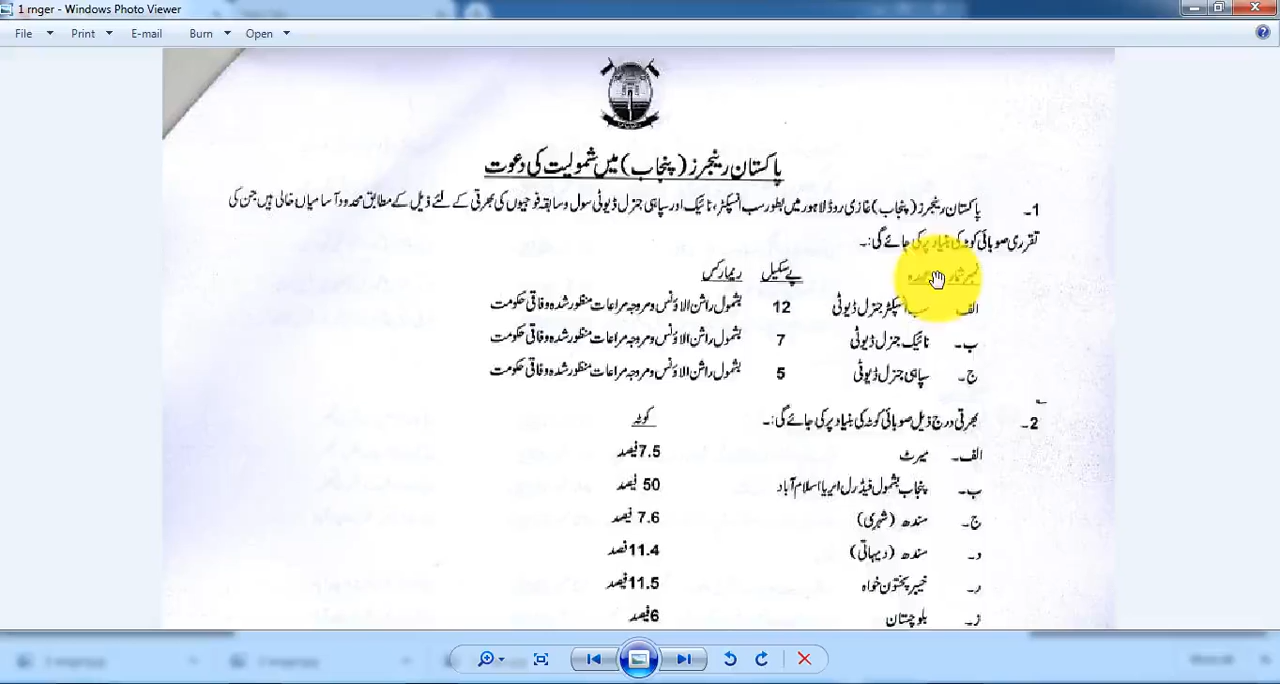 1 rnger - Windows Photo Viewer
File Print E-mail Burn Open
پاکستان رینجرز (پنجاب) میں شمولیت کی دعوت
1۔ پاکستان رینجرز (پنجاب) غازی روڈ لاہور میں بطور سب انسپکٹر، نائیک اور سپاہی جنرل ڈیوٹی سول و سابقہ فوجیوں کی بھرتی کے لئے ذیل کے مطابق محدود آسامیاں خالی ہیں جن کی
تقرری صوبائی کوٹہ کی بنیاد پر کی جائے گی:۔
نمبر شمار عہدہ پے سکیل ریمارکس
الف سب انسپکٹر جنرل ڈیوٹی 12 بشمول راشن الاؤنس و مروجہ مراعات منظور شدہ وفاقی حکومت
ب۔ نائیک جنرل ڈیوٹی 7 بشمول راشن الاؤنس و مروجہ مراعات منظور شدہ وفاقی حکومت
ج۔ سپاہی جنرل ڈیوٹی 5 بشمول راشن الاؤنس و مروجہ مراعات منظور شدہ وفاقی حکومت
2۔ بھرتی درج ذیل صوبائی کوٹہ کی بنیاد پر کی جائے گی:۔ کوٹہ
الف۔ میرٹ 7.5 فیصد
ب۔ پنجاب بشمول فیڈرل ایریا اسلام آباد 50 فیصد
ج۔ سندھ (شہری) 7.6 فیصد
د۔ سندھ (دیہاتی) 11.4 فیصد
ر۔ خیبر پختون خواہ 11.5 فیصد
ز۔ بلوچستان 6 فیصد